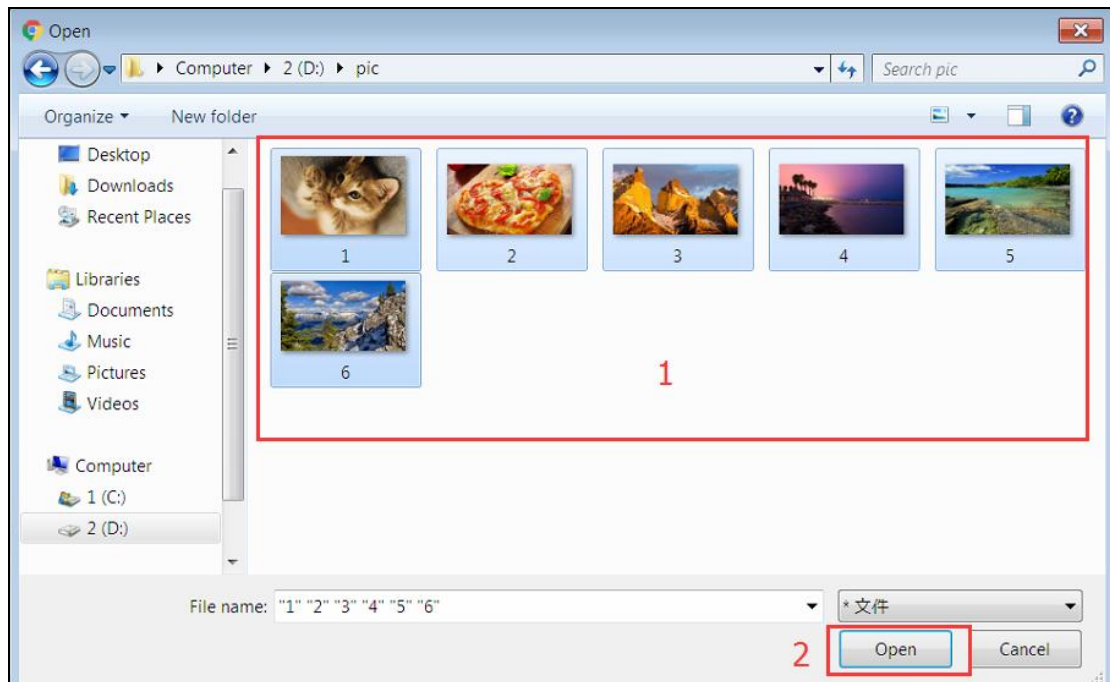 Open
Computer 2 (D:) pic
Search pic
Organize New folder
Desktop
Downloads
Recent Places
Libraries
Documents
Music
Pictures
Videos
Computer
1 (C:)
2 (D:)
1 2 3 4 5
6
1
File name: "1" "2" "3" "4" "5" "6"
* 文件
2 Open Cancel